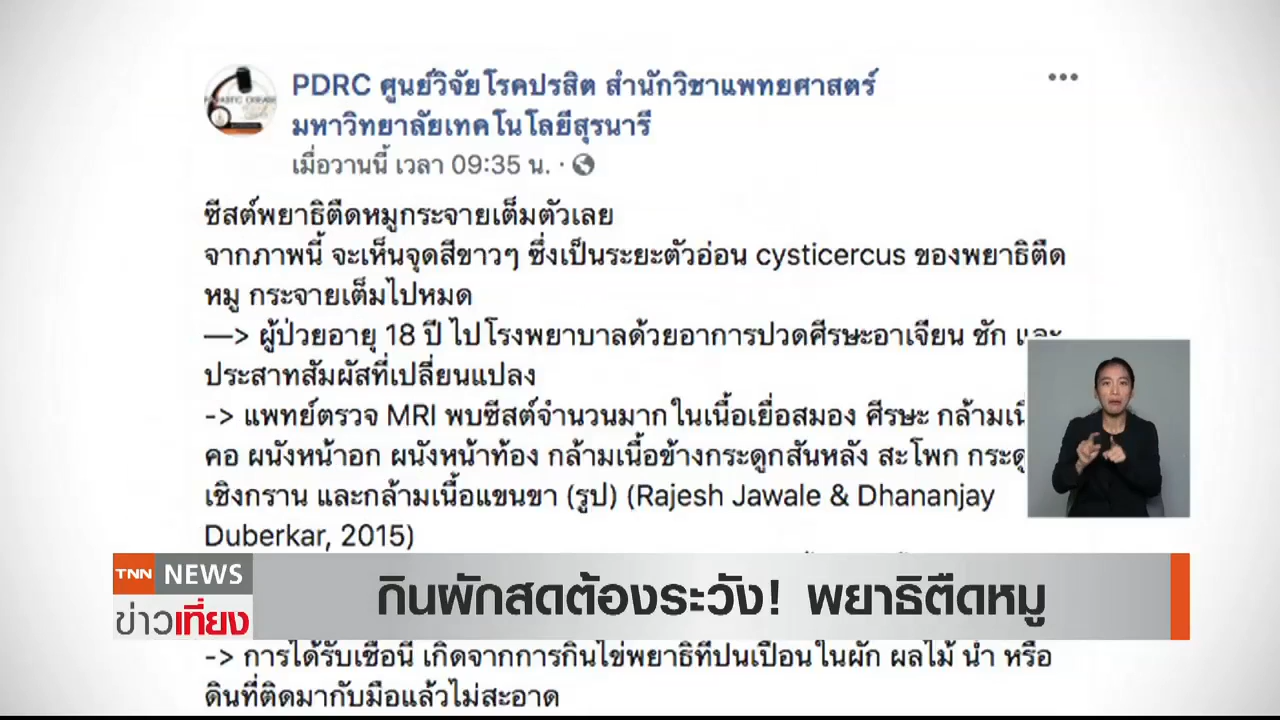 PDRC ศูนย์วิจัยโรคปรสิต สำนักวิชาแพทยศาสตร์
มหาวิทยาลัยเทคโนโลยีสุรนารี
เมื่อวานนี้ เวลา 09:35 น. ·
ซีสต์พยาธิตืดหมูกระจายเต็มตัวเลย
จากภาพนี้ จะเห็นจุดสีขาวๆ ซึ่งเป็นระยะตัวอ่อน cysticercus ของพยาธิตืด
หมู กระจายเต็มไปหมด
—> ผู้ป่วยอายุ 18 ปี ไปโรงพยาบาลด้วยอาการปวดศีรษะอาเจียน ชัก และ
ประสาทสัมผัสที่เปลี่ยนแปลง
-> แพทย์ตรวจ MRI พบซีสต์จำนวนมาก ในเนื้อเยื่อสมอง ศีรษะ
คอ ผนังหน้าอก ผนังหน้าท้อง กล้ามเนื้อข้างกระดูกสันหลัง สะโพก
เชิงกราน และกล้ามเนื้อแขนขา (รูป) (Rajesh Jawale & Dhananjay
Duberkar, 2015)
TNN NEWS
ข่าวเที่ยง
กินผักสดต้องระวัง! พยาธิตืดหมู
-> การได้รับเชื้อนี้ เกิดจากการกินไข่พยาธิที่ปนเปื้อนในผัก ผลไม้ น้ำ หรือ
ดินที่ติดมากับมือแล้วไม่สะอาด